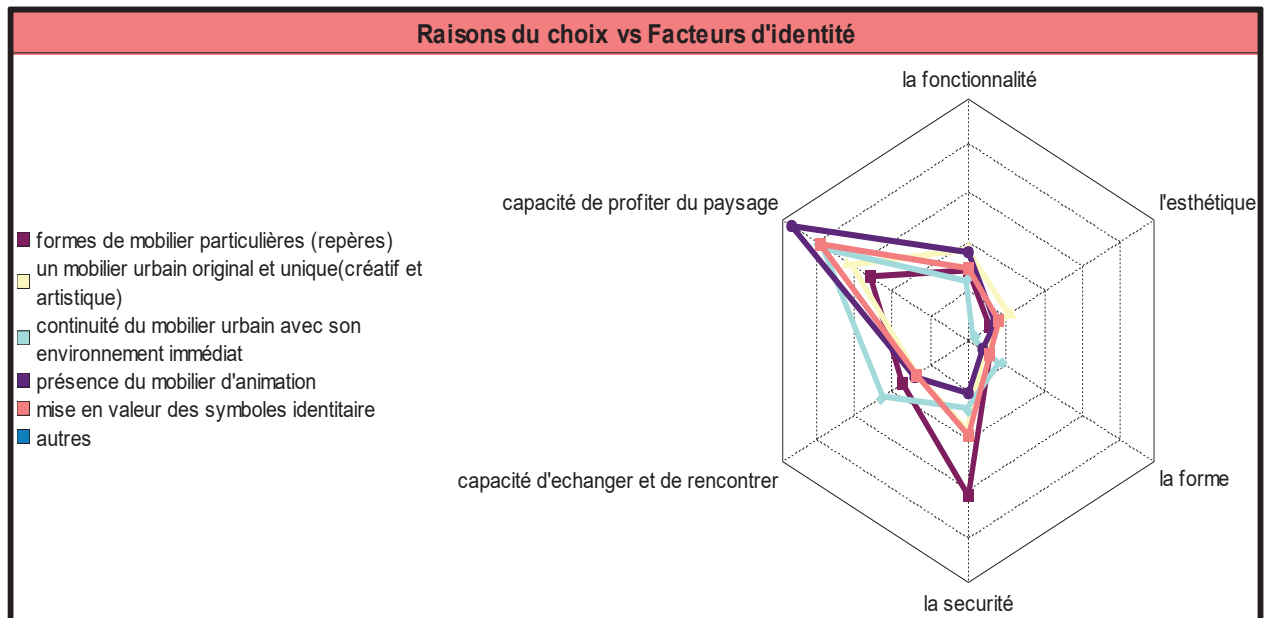 Raisons du choix vs Facteurs d'identité
la fonctionnalité
capacité de profiter du paysage
l'esthétique
formes de mobilier particulières (repères)
un mobilier urbain original et unique(créatif et
artistique)
continuité du mobilier urbain avec son
environnement immédiat
présence du mobilier d'animation
mise en valeur des symboles identitaire
autres
capacité d'echanger et de rencontrer
la forme
la securité